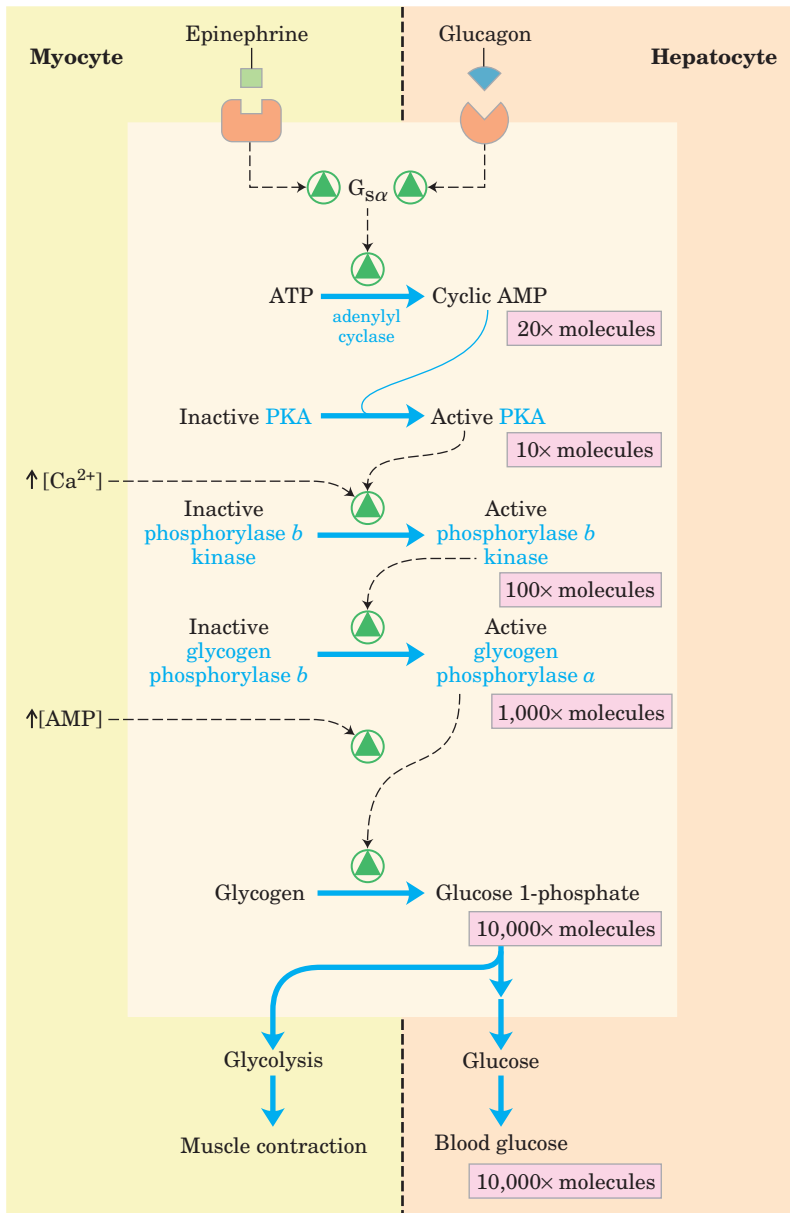 Epinephrine
Glucagon
Myocyte
Hepatocyte
Gsα
ATP
Cyclic AMP
adenylyl
cyclase
20× molecules
Inactive PKA
Active PKA
10× molecules
↑[Ca²⁺]
Inactive
phosphorylase b
kinase
Active
phosphorylase b
kinase
100× molecules
Inactive
glycogen
phosphorylase b
Active
glycogen
phosphorylase a
1,000× molecules
↑[AMP]
Glycogen
Glucose 1-phosphate
10,000× molecules
Glycolysis
Glucose
Muscle contraction
Blood glucose
10,000× molecules